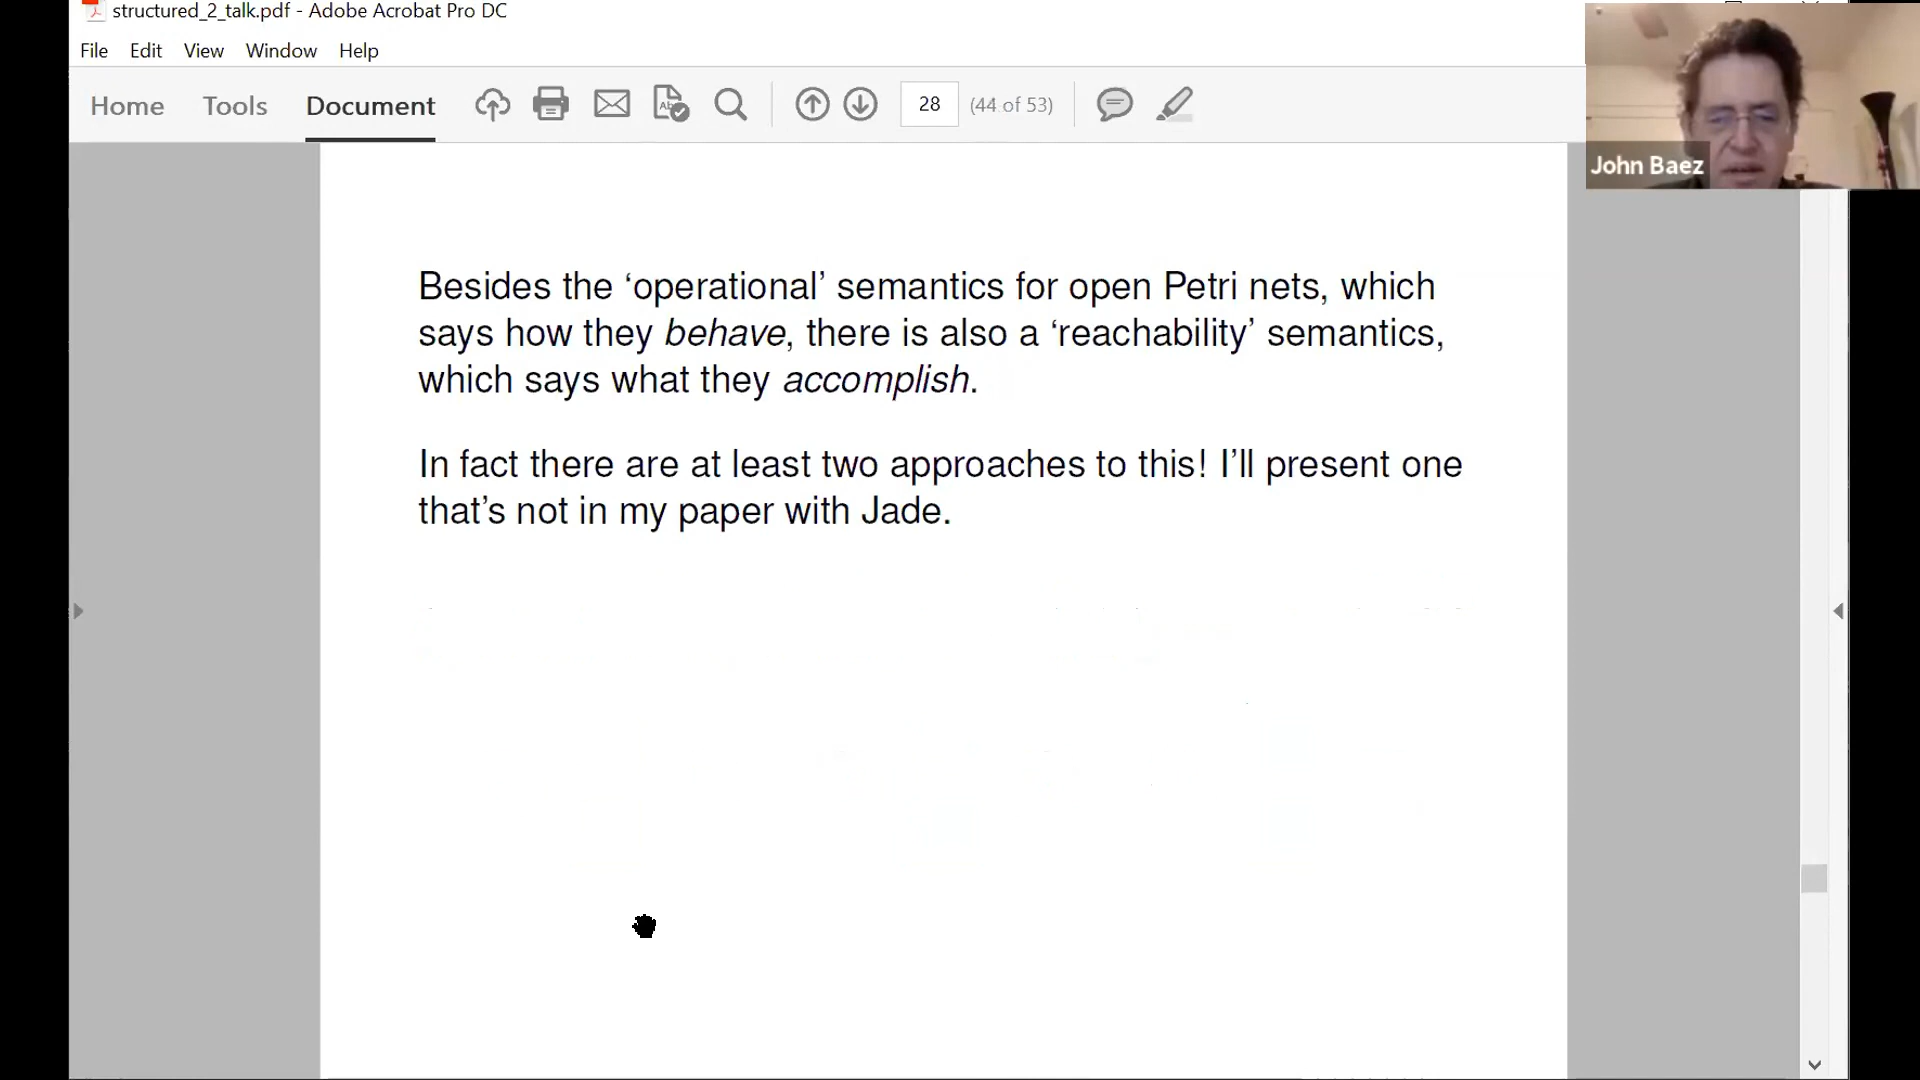 structured_2_talk.pdf - Adobe Acrobat Pro DC
File Edit View Window Help
Home Tools Document 28 (44 of 53)
John Baez
Besides the ‘operational’ semantics for open Petri nets, which
says how they behave, there is also a ‘reachability’ semantics,
which says what they accomplish.
In fact there are at least two approaches to this! I’ll present one
that’s not in my paper with Jade.